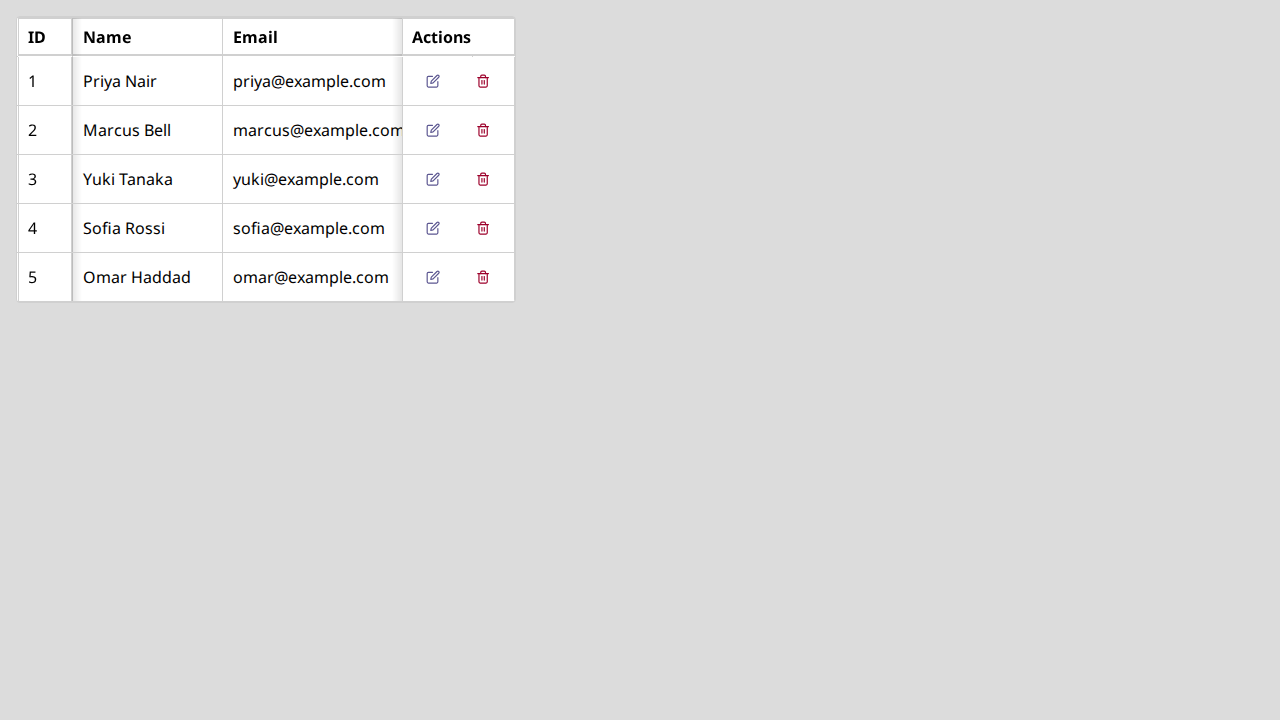 ID Name Email Actions
1 Priya Nair priya@example.com
2 Marcus Bell marcus@example.com
3 Yuki Tanaka yuki@example.com
4 Sofia Rossi sofia@example.com
5 Omar Haddad omar@example.com